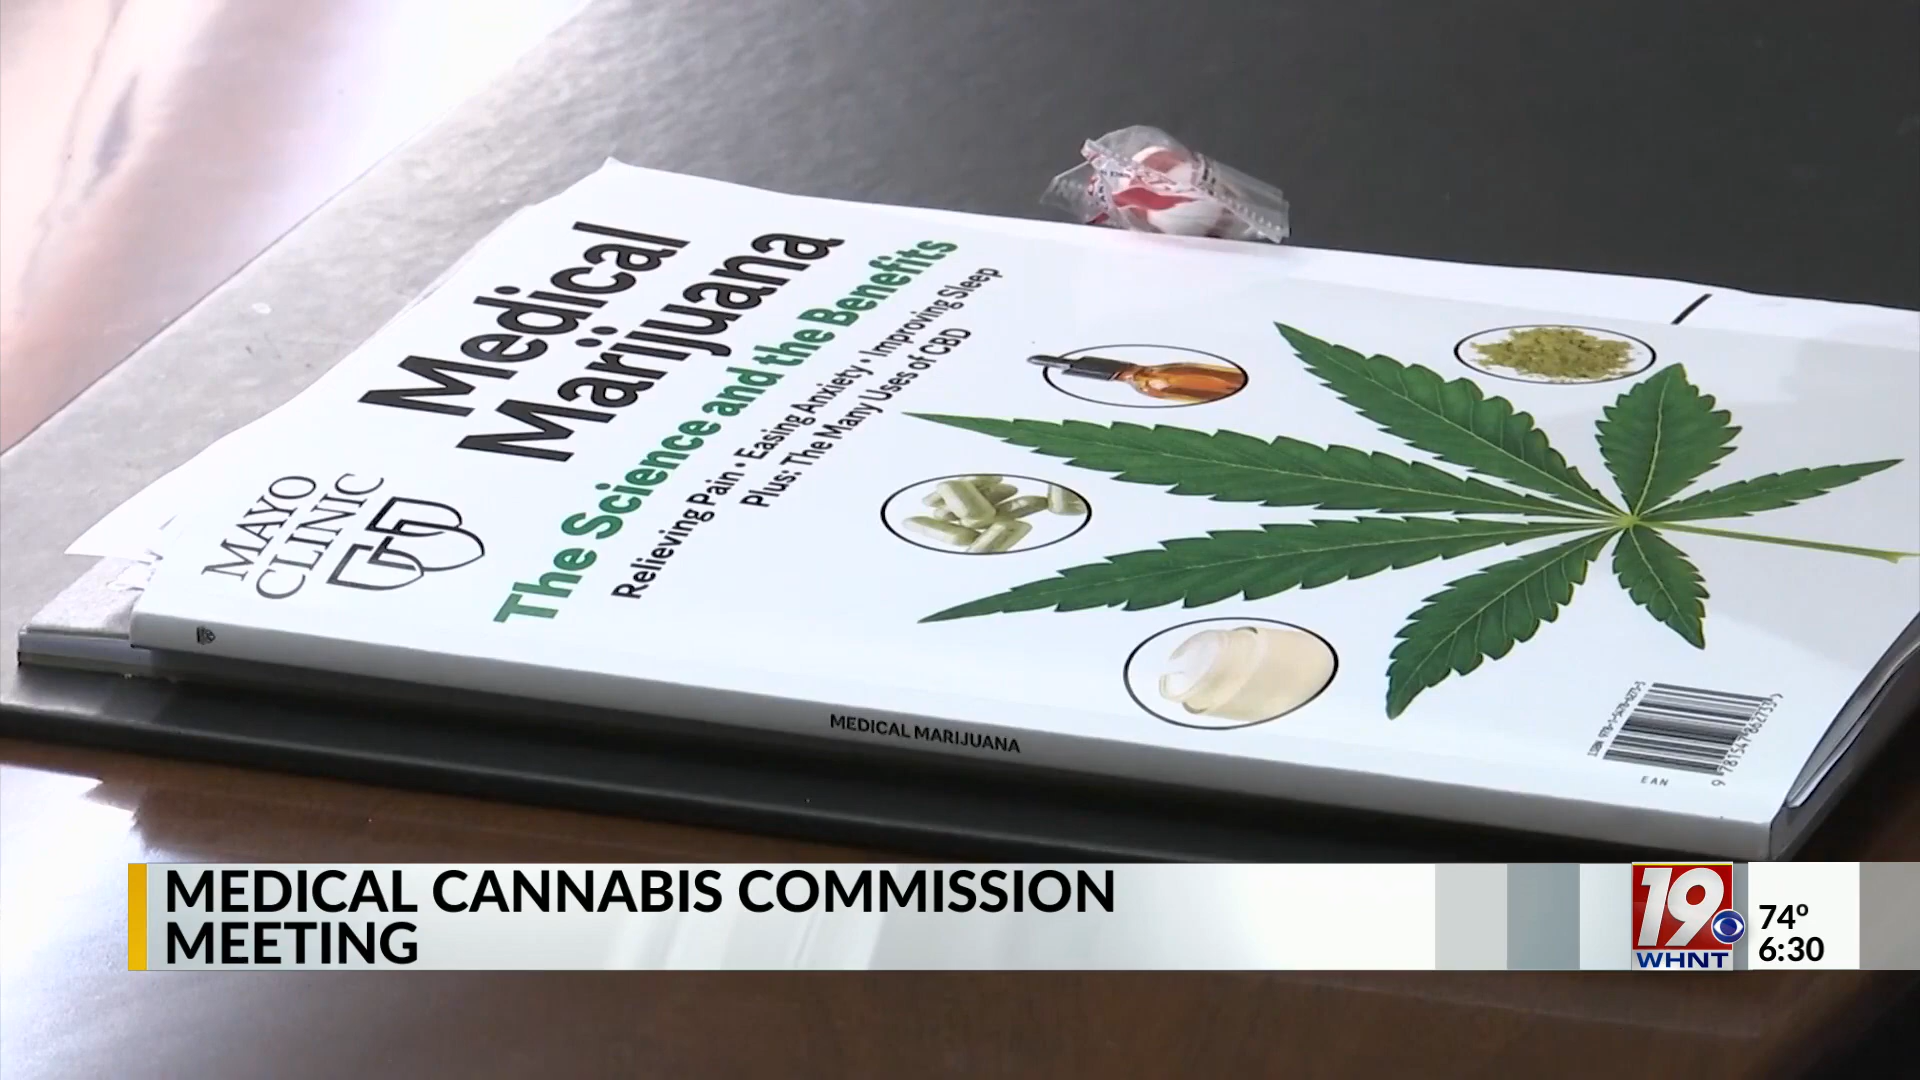 Medical
Marijuana
The Science and the Benefits
Relieving Pain • Easing Anxiety • Improving Sleep
Plus: The Many Uses of CBD
MAYO
CLINIC
MEDICAL MARIJUANA
EAN
MEDICAL CANNABIS COMMISSION
MEETING
19
WHNT
74º
6:30